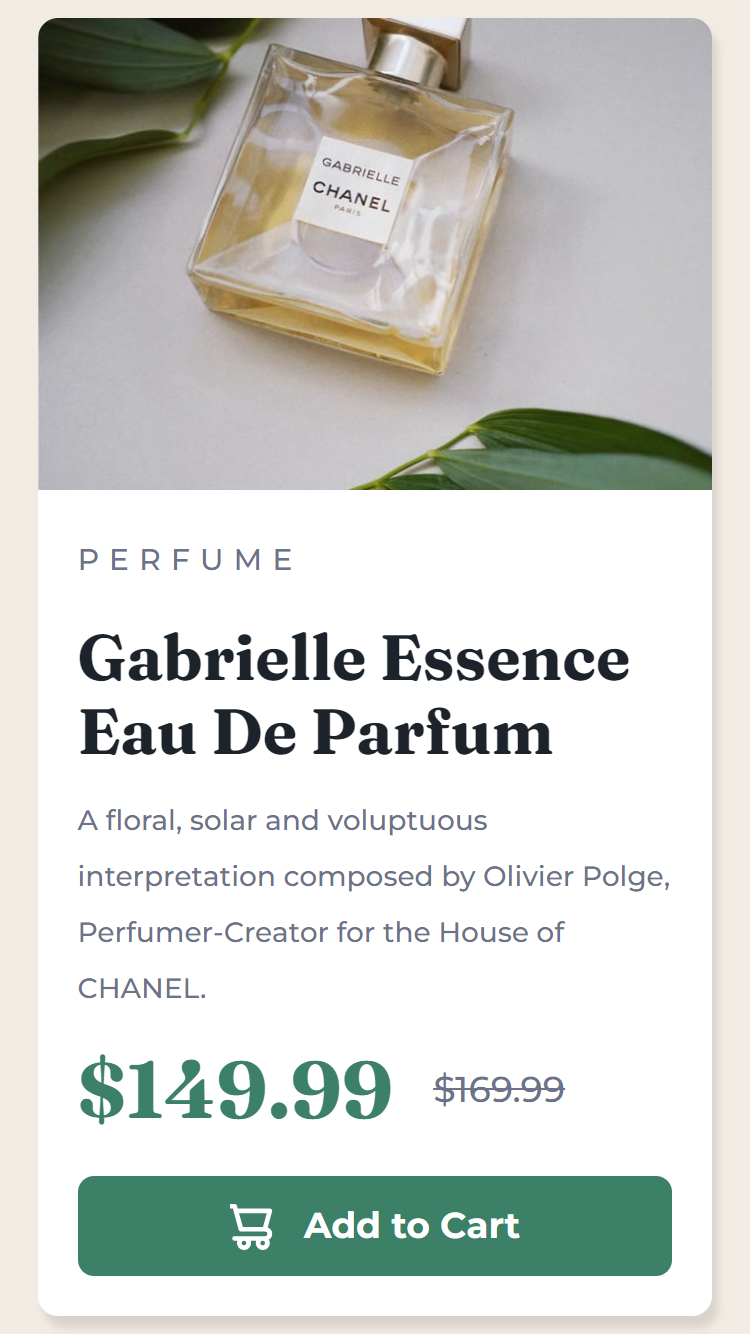 GABRIELLE
CHANEL
PARIS
PERFUME
Gabrielle Essence
Eau De Parfum
A floral, solar and voluptuous
interpretation composed by Olivier Polge,
Perfumer-Creator for the House of
CHANEL.
$149.99 $169.99
Add to Cart